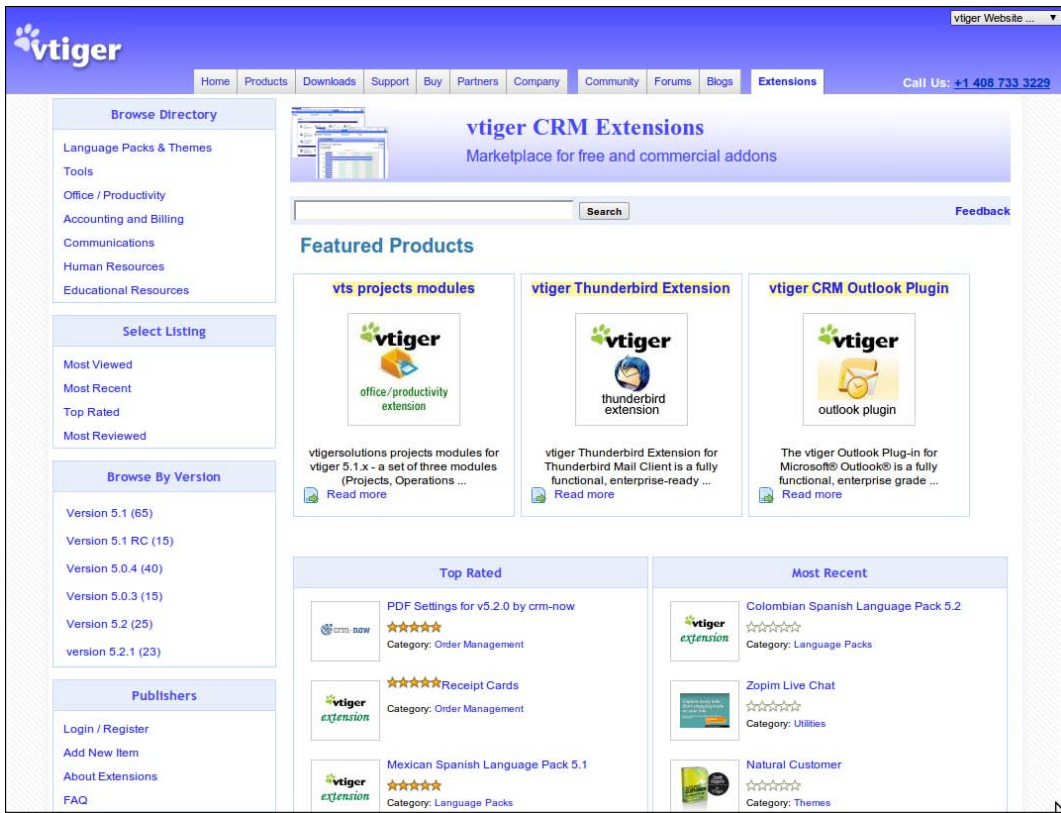 vtiger Website ...
vtiger
Home Products Downloads Support Buy Partners Company Community Forums Blogs Extensions
Call Us: +1 408 733 3229
Browse Directory
Language Packs & Themes
Tools
Office / Productivity
Accounting and Billing
Communications
Human Resources
Educational Resources
Select Listing
Most Viewed
Most Recent
Top Rated
Most Reviewed
Browse By Version
Version 5.1 (65)
Version 5.1 RC (15)
Version 5.0.4 (40)
Version 5.0.3 (15)
Version 5.2 (25)
version 5.2.1 (23)
Publishers
Login / Register
Add New Item
About Extensions
FAQ
vtiger CRM Extensions
Marketplace for free and commercial addons
Search
Feedback
Featured Products
vts projects modules
vtiger
office/productivity
extension
vtigersolutions projects modules for
vtiger 5.1.x - a set of three modules
(Projects, Operations ...
Read more
vtiger Thunderbird Extension
vtiger
thunderbird
extension
vtiger Thunderbird Extension for
Thunderbird Mail Client is a fully
functional, enterprise-ready ...
Read more
vtiger CRM Outlook Plugin
vtiger
outlook plugin
The vtiger Outlook Plug-in for
Microsoft® Outlook® is a fully
functional, enterprise grade ...
Read more
Top Rated
crm-now
PDF Settings for v5.2.0 by crm-now
Category: Order Management
vtiger
extension
Receipt Cards
Category: Order Management
vtiger
extension
Mexican Spanish Language Pack 5.1
Category: Language Packs
Most Recent
vtiger
extension
Colombian Spanish Language Pack 5.2
Category: Language Packs
Zopim Live Chat
Category: Utilities
Natural Customer
Category: Themes